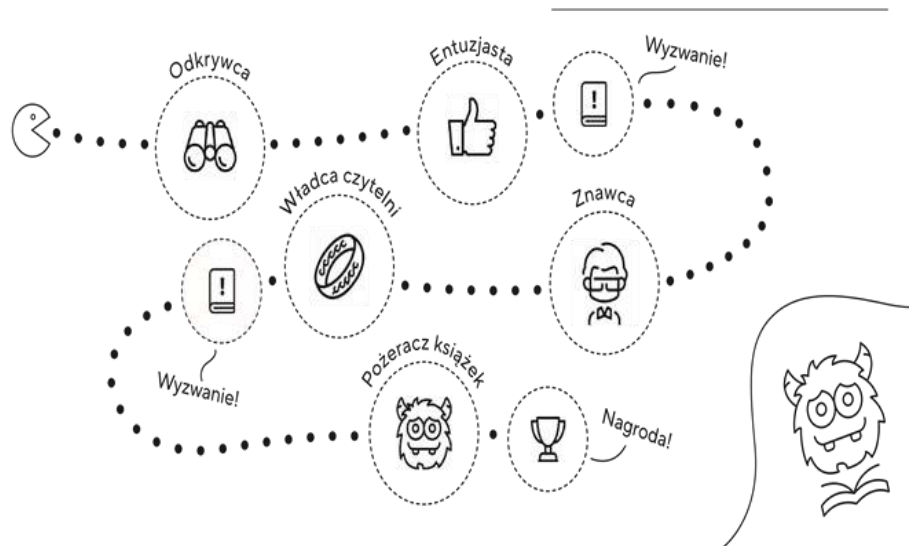 Odkrywca
Entuzjasta
Wyzwanie!
Znawca
Władca czytelni
Wyzwanie!
Pożeracz książek
Nagroda!